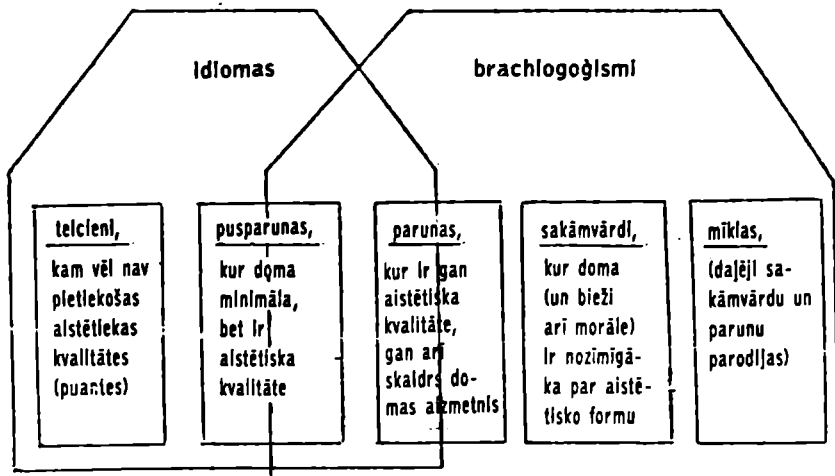 idiomas
brachiogoģismi
teicieni,
kam vēl nav
pietiekošas
aistētiekas
kvalitātes
(puantes)
pusparunas,
kur doma
minimāla,
bet ir
aistētiska
kvalitāte
parunas,
kur ir gan
aistētiska
kvalitāte,
gan arī
skaidrs do-
mas aizmetnis
sakāmvārdi,
kur doma
(un bieži
arī morāle)
ir nozīmīgā-
ka par aistē-
tisko formu
mīklas,
(daļēji sa-
kāmvārdu un
parunu
parodijas)